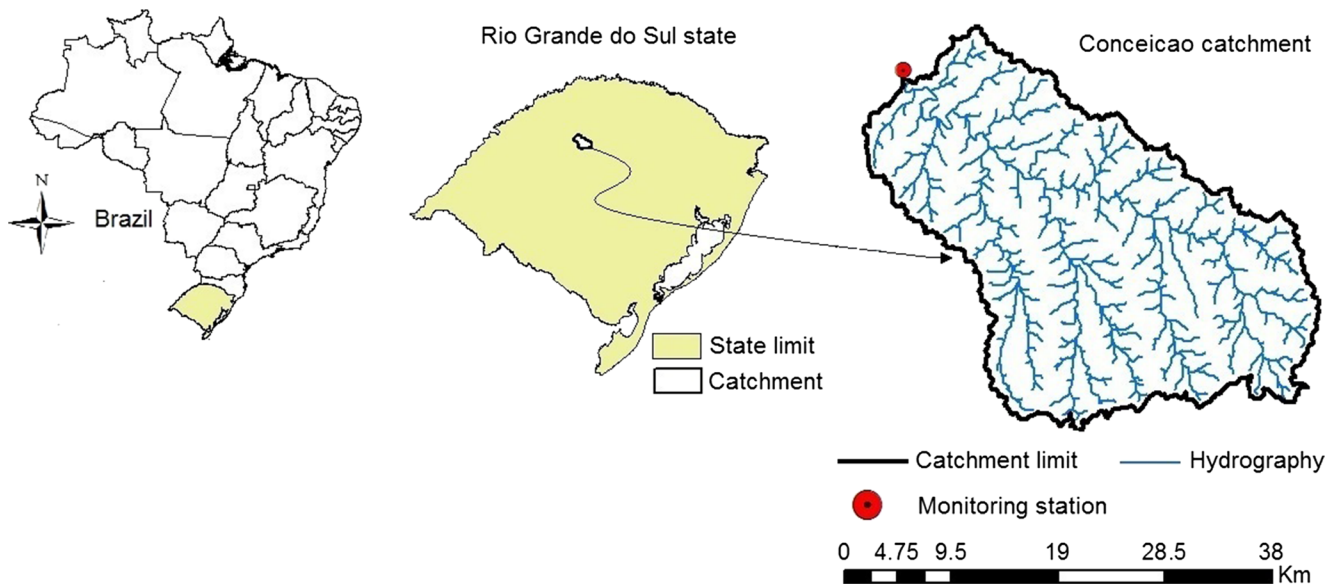 Rio Grande do Sul state
Conceicao catchment
N
Brazil
State limit
Catchment
Catchment limit
Hydrography
Monitoring station
0 4.75 9.5 19 28.5 38
Km